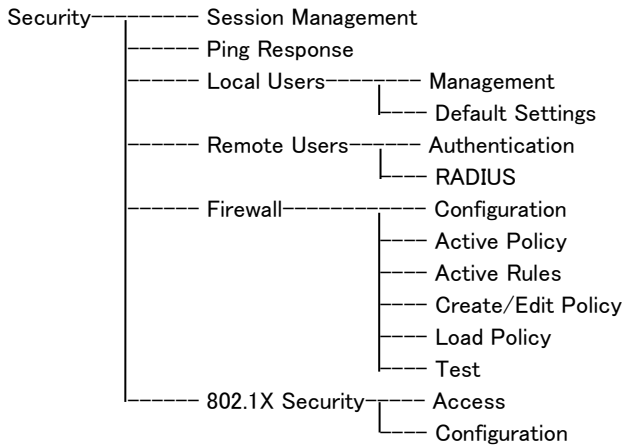 Security Session Management
Ping Response
Local Users Management
Default Settings
Remote Users Authentication
RADIUS
Firewall Configuration
Active Policy
Active Rules
Create/Edit Policy
Load Policy
Test
802.1X Security Access
Configuration